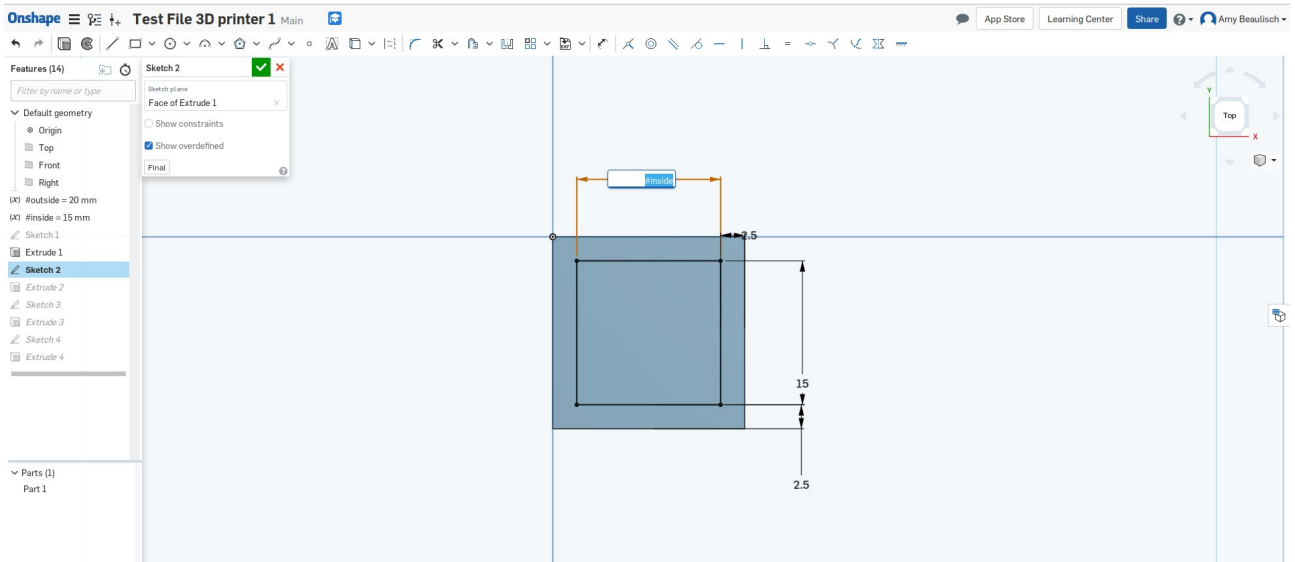 Onshape Test File 3D printer 1 Main App Store Learning Center Share Amy Beaulisch
Features (14)
Filter by name or type
Default geometry
Origin
Top
Front
Right
(x) #outside = 20 mm
(x) #inside = 15 mm
Sketch 1
Extrude 1
Sketch 2
Extrude 2
Sketch 3
Extrude 3
Sketch 4
Extrude 4
Parts (1)
Part 1
Sketch 2
Sketch plane
Face of Extrude 1
Show constraints
Show overdefined
Final
#inside
2.5
15
2.5
Y
Top
X